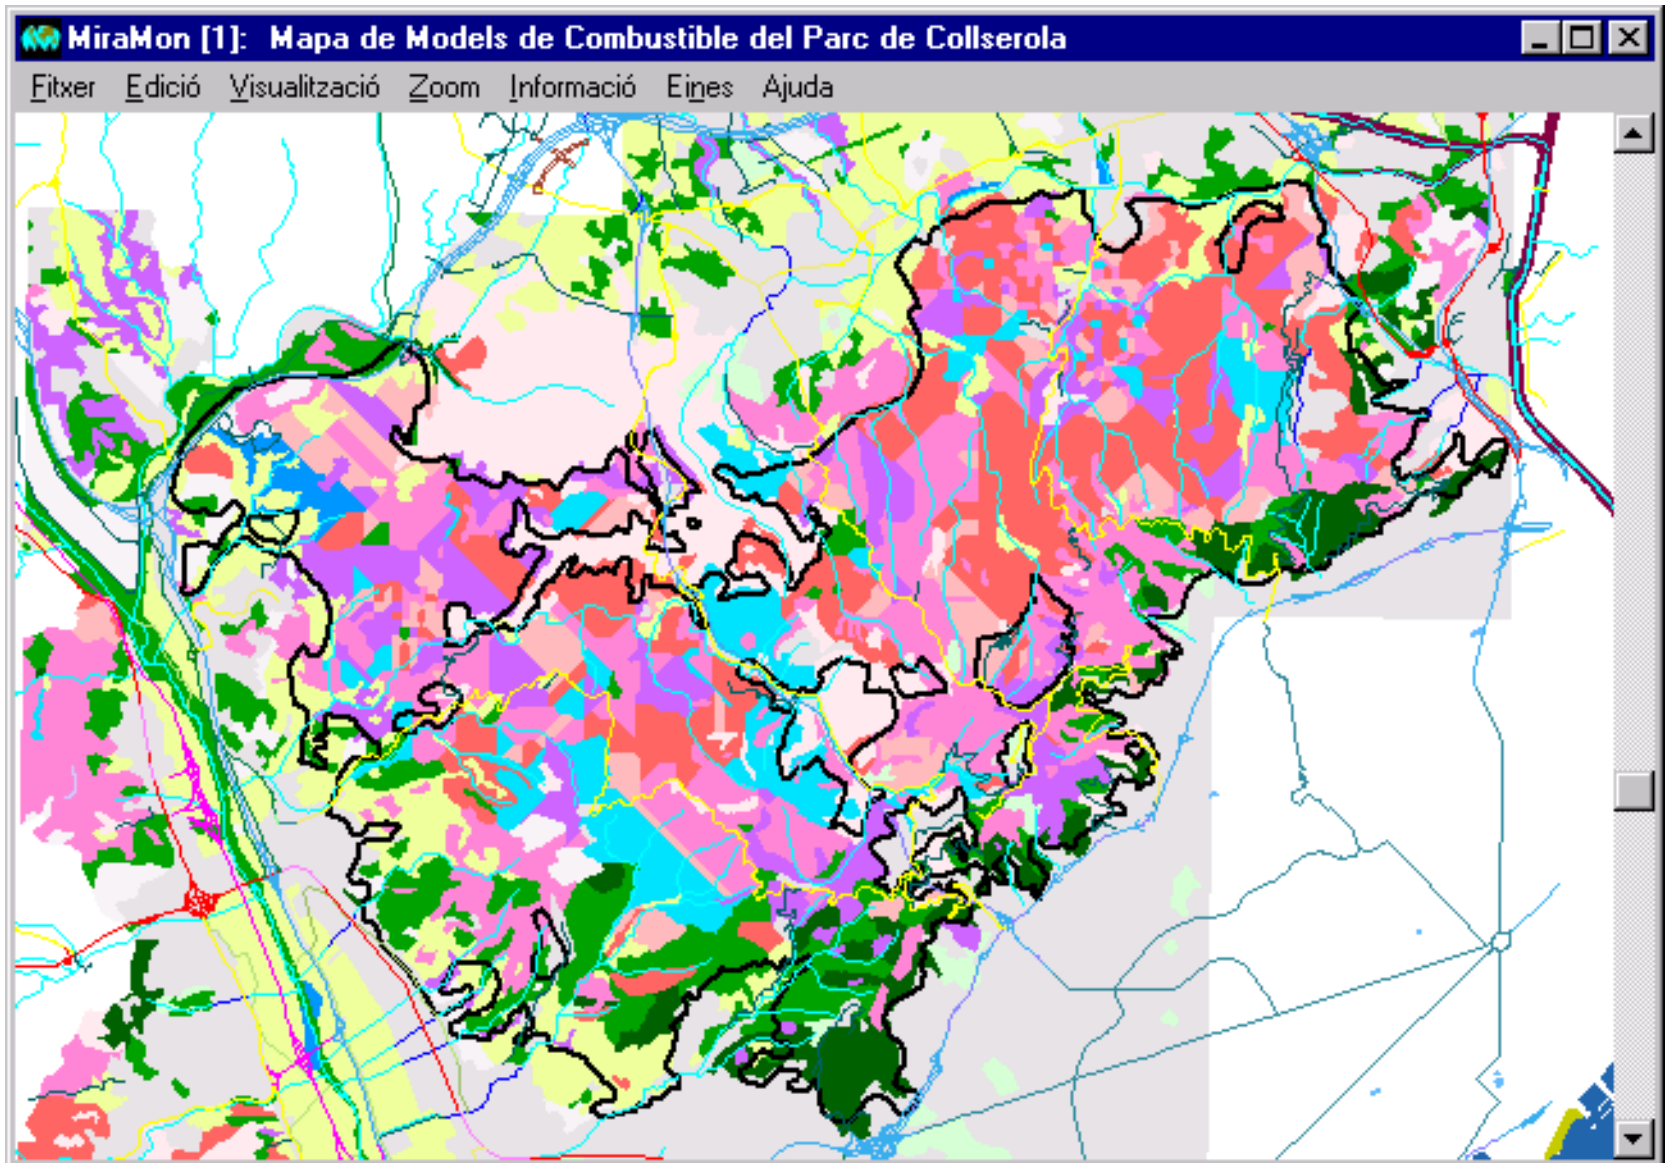 MiraMon [1]: Mapa de Models de Combustible del Parc de Collserola
Fitxer Edició Visualització Zoom Informació Eines Ajuda